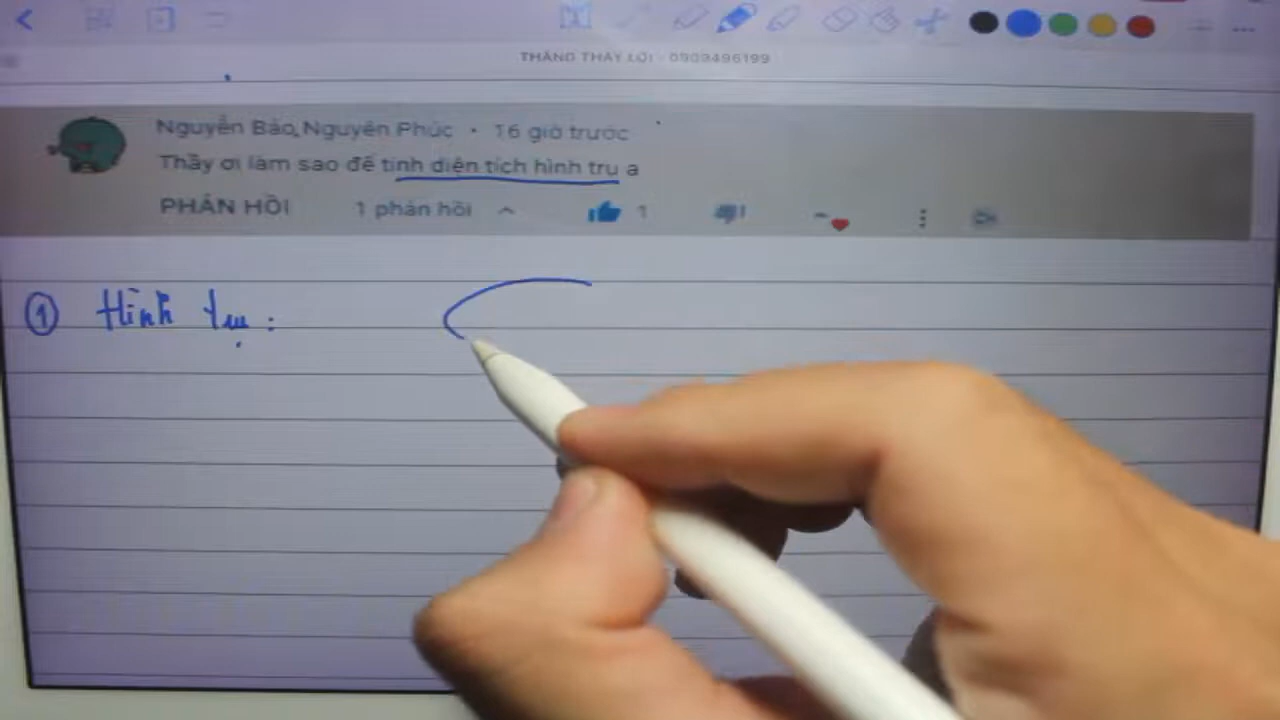 THẦNG THẦY LỢI - 0909496199
Nguyễn Bảo Nguyên Phúc • 16 giờ trước
Thầy ơi làm sao để tính diện tích hình trụ ạ
PHẢN HỒI 1 phản hồi 1
① Hình trụ :